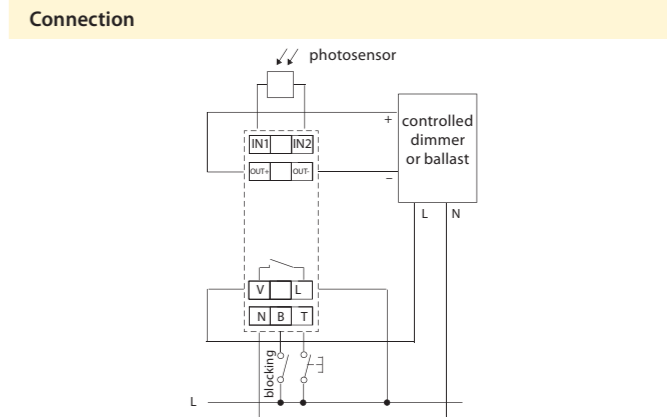 Connection
photosensor
+
controlled
dimmer
or ballast
IN1 IN2
OUT+ OUT-
−
L N
V L
N B T
blocking
L